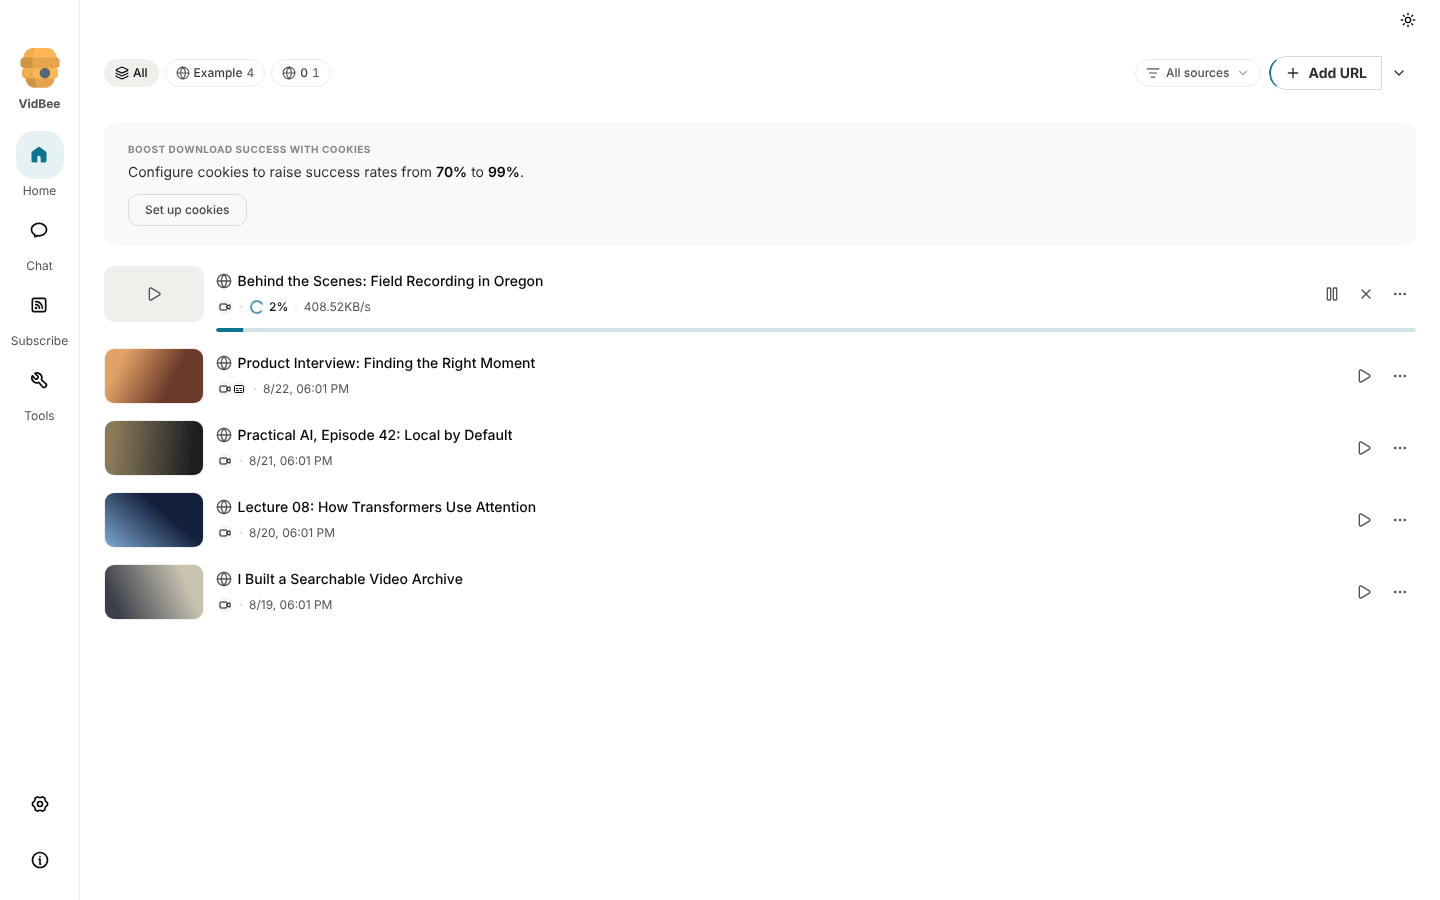 VidBee
Home
Chat
Subscribe
Tools
All
Example 4
0 1
All sources
Add URL
BOOST DOWNLOAD SUCCESS WITH COOKIES
Configure cookies to raise success rates from 70% to 99%.
Set up cookies
Behind the Scenes: Field Recording in Oregon
· 2% · 408.52KB/s
Product Interview: Finding the Right Moment
· 8/22, 06:01 PM
Practical AI, Episode 42: Local by Default
· 8/21, 06:01 PM
Lecture 08: How Transformers Use Attention
· 8/20, 06:01 PM
I Built a Searchable Video Archive
· 8/19, 06:01 PM